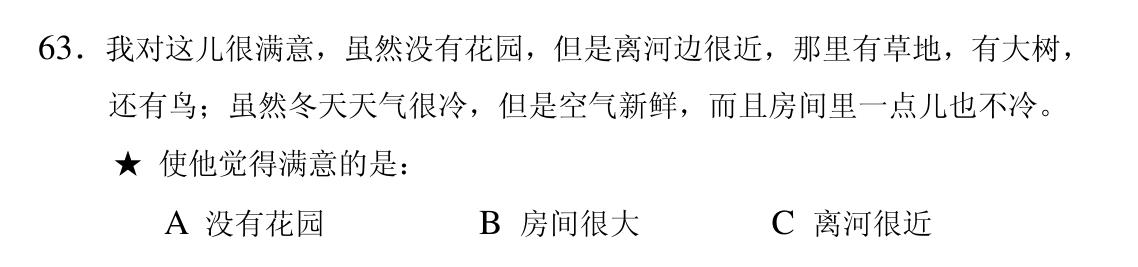 63．我对这儿很满意，虽然没有花园，但是离河边很近，那里有草地，有大树，
还有鸟；虽然冬天天气很冷，但是空气新鲜，而且房间里一点儿也不冷。
★ 使他觉得满意的是：
A 没有花园 B 房间很大 C 离河很近